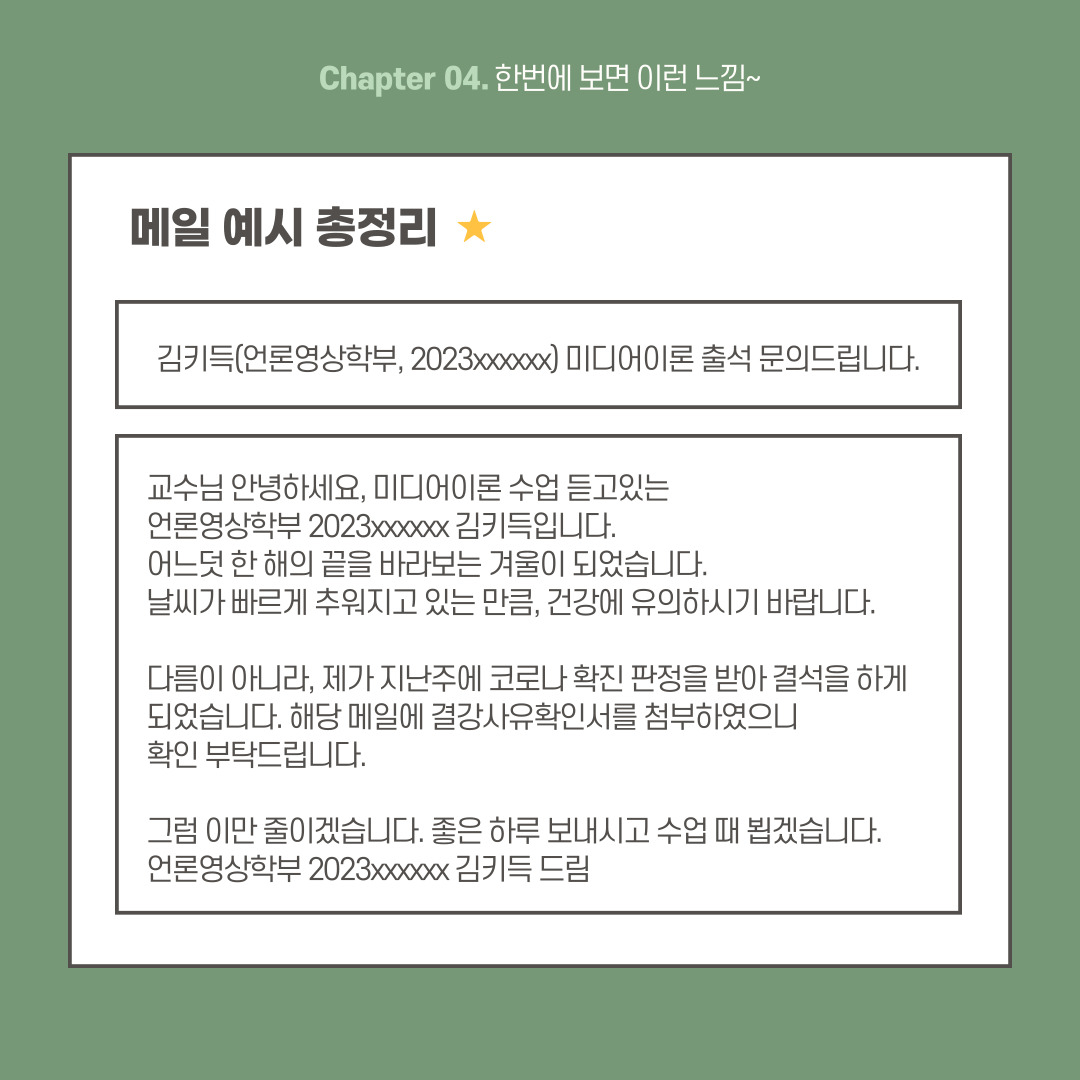 Chapter 04. 한번에 보면 이런 느낌~
메일 예시 총정리 ★
김키득(언론영상학부, 2023xxxxxx) 미디어이론 출석 문의드립니다.
교수님 안녕하세요, 미디어이론 수업 듣고있는
언론영상학부 2023xxxxxx 김키득입니다.
어느덧 한 해의 끝을 바라보는 겨울이 되었습니다.
날씨가 빠르게 추워지고 있는 만큼, 건강에 유의하시기 바랍니다.
다름이 아니라, 제가 지난주에 코로나 확진 판정을 받아 결석을 하게
되었습니다. 해당 메일에 결강사유확인서를 첨부하였으니
확인 부탁드립니다.
그럼 이만 줄이겠습니다. 좋은 하루 보내시고 수업 때 뵙겠습니다.
언론영상학부 2023xxxxxx 김키득 드림